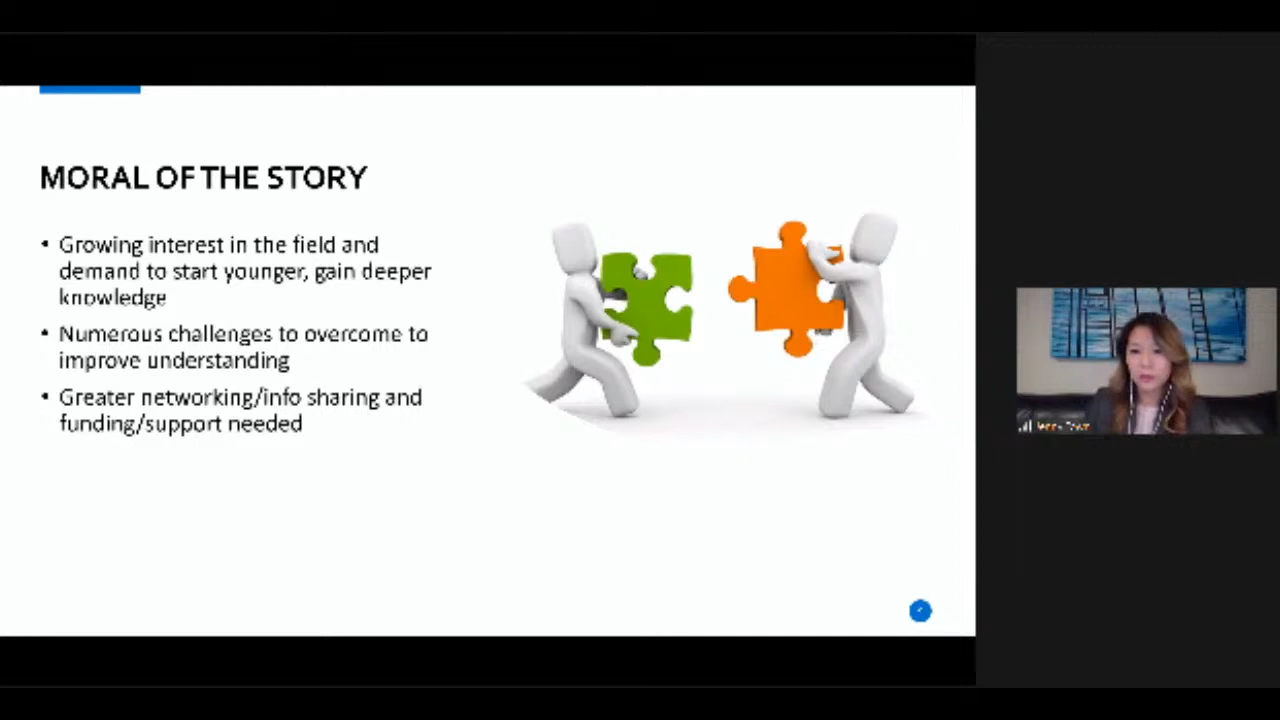 MORAL OF THE STORY
• Growing interest in the field and
demand to start younger, gain deeper
knowledge
• Numerous challenges to overcome to
improve understanding
• Greater networking/info sharing and
funding/support needed